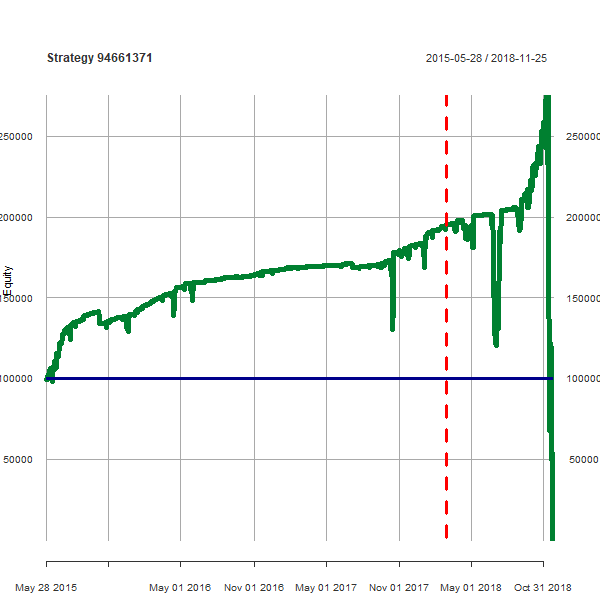 Strategy 94661371
2015-05-28 / 2018-11-25
250000
250000
200000
200000
Equity
150000
150000
100000
100000
50000
50000
May 28 2015
May 01 2016
Nov 01 2016
May 01 2017
Nov 01 2017
May 01 2018
Oct 31 2018